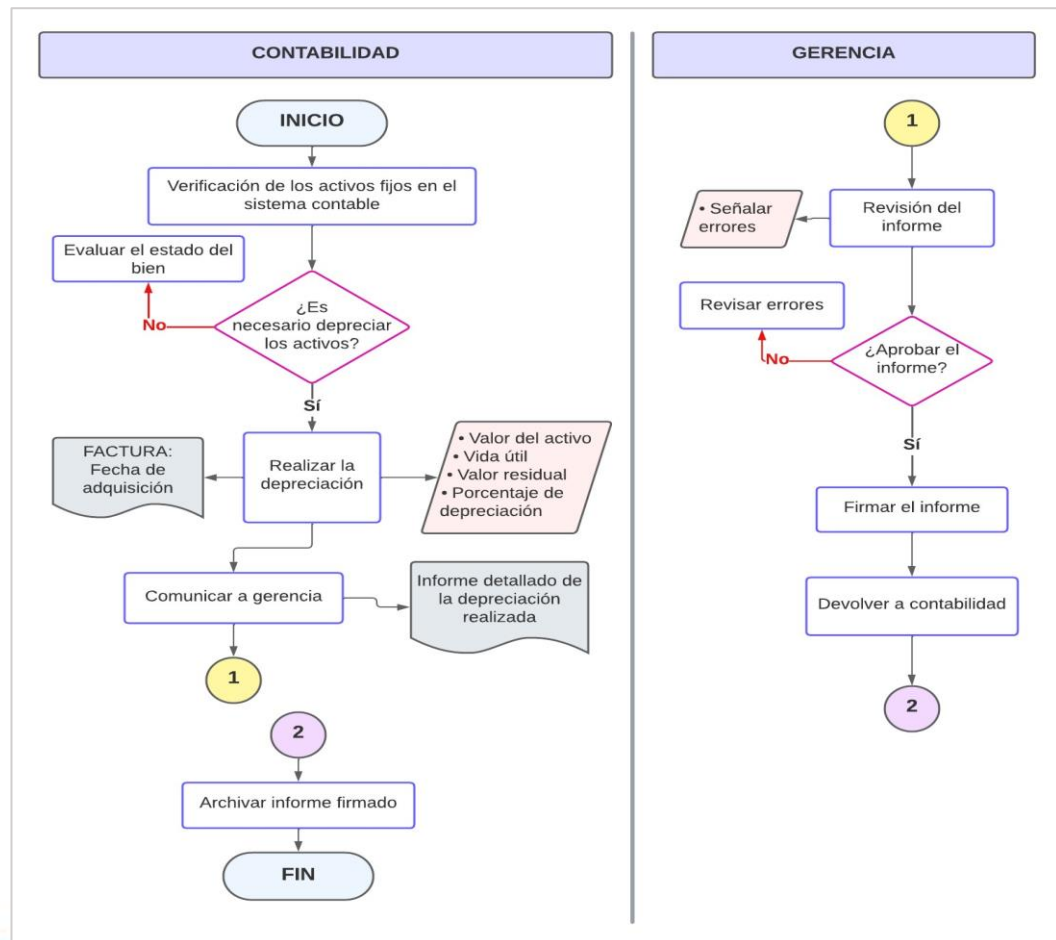 CONTABILIDAD
INICIO
Verificación de los activos fijos en el
sistema contable
Evaluar el estado del
bien
No
¿Es
necesario depreciar
los activos?
Sí
FACTURA:
Fecha de
adquisición
Realizar la
depreciación
• Valor del activo
• Vida útil
• Valor residual
• Porcentaje de
depreciación
Comunicar a gerencia
Informe detallado de
la depreciación
realizada
1
2
Archivar informe firmado
FIN
GERENCIA
1
• Señalar
errores
Revisión del
informe
Revisar errores
No
¿Aprobar el
informe?
Sí
Firmar el informe
Devolver a contabilidad
2